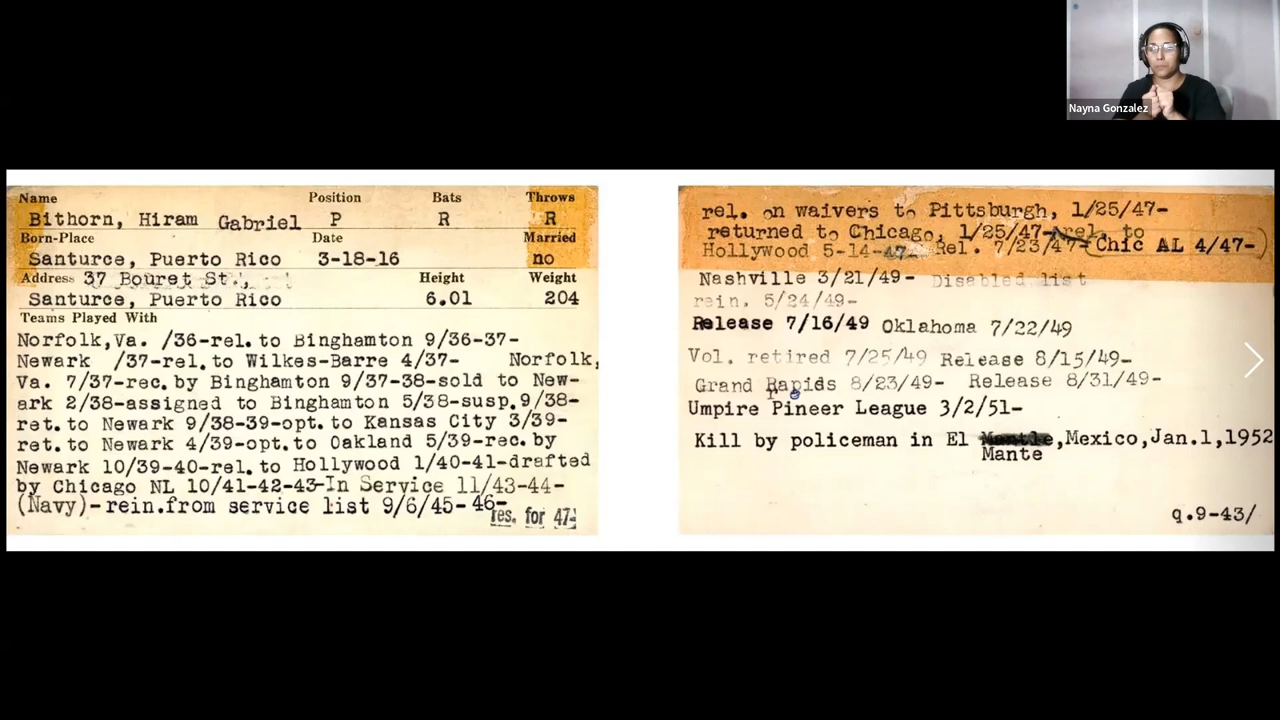 Nayna Gonzalez
Name Position Bats Throws
Bithorn, Hiram Gabriel P R R
Born-Place Date Married
Santurce, Puerto Rico 3-18-16 no
Address 37 Bouret St., Height Weight
Santurce, Puerto Rico 6.01 204
Teams Played With
Norfolk,Va. /36-rel. to Binghamton 9/36-37-
Newark /37-rel. to Wilkes-Barre 4/37- Norfolk,
Va. 7/37-rec. by Binghamton 9/37-38-sold to New-
ark 2/38-assigned to Binghamton 5/38-susp. 9/38-
ret. to Newark 9/38-39-opt. to Kansas City 3/39-
ret. to Newark 4/39-opt. to Oakland 5/39-rec. by
Newark 10/39-40-rel. to Hollywood 1/40-41-drafted
by Chicago NL 10/41-42-43-In Service 11/43-44-
(Navy)-rein.from service list 9/6/45- 46-
res. for 47-
rel. on waivers to Pittsburgh, 1/25/47-
returned to Chicago, 1/25/47- rel. to
Hollywood 5-14-47. Rel. 7/23/47- (Chic AL 4/47-)
Nashville 3/21/49- Disabled list
rein. 5/24/49-
Release 7/16/49 Oklahoma 7/22/49
Vol. retired 7/25/49 Release 8/15/49-
Grand Rapids 8/23/49- Release 8/31/49-
r e
Umpire Pineer League 3/2/51-
Kill by policeman in El Mantle,Mexico,Jan.1,1952
Mante
q.9-43/